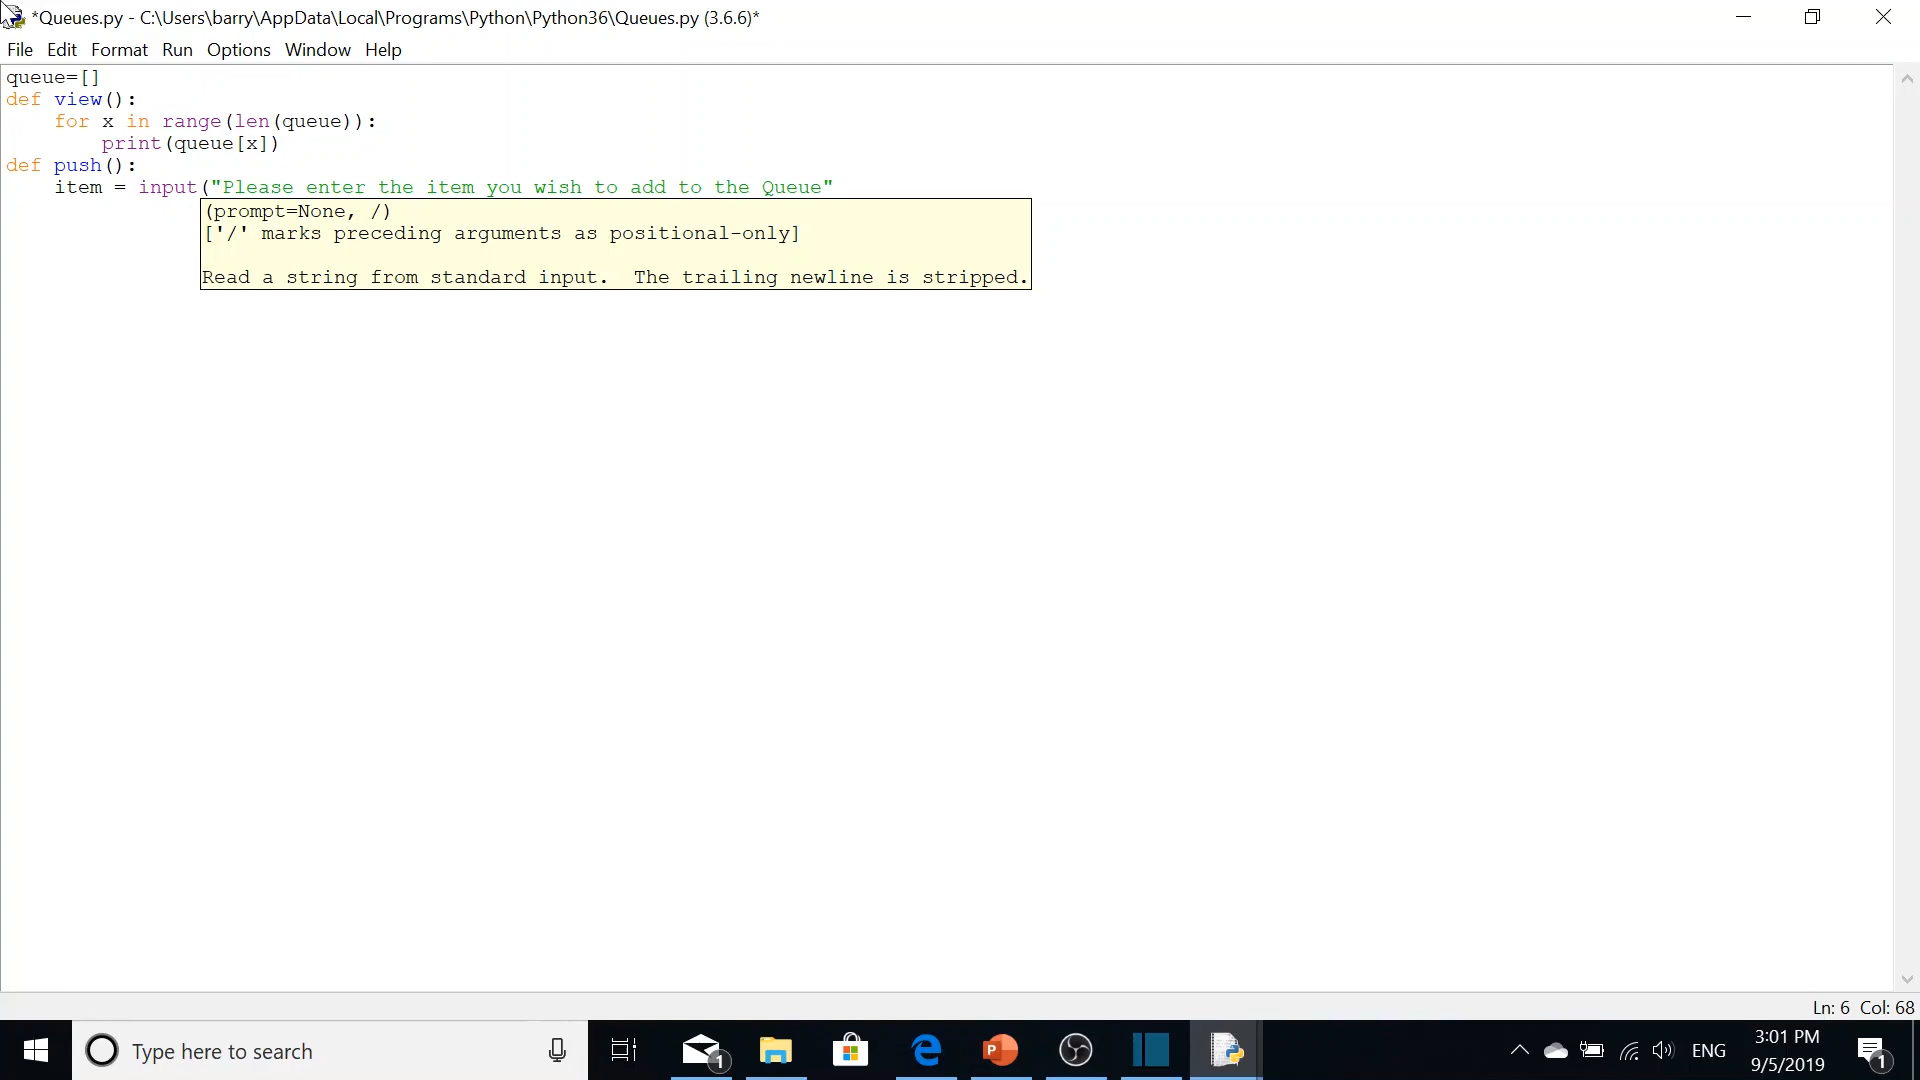 *Queues.py - C:\Users\barry\AppData\Local\Programs\Python\Python36\Queues.py (3.6.6)*
File Edit Format Run Options Window Help
queue=[]
def view():
    for x in range(len(queue)):
        print(queue[x])
def push():
    item = input("Please enter the item you wish to add to the Queue"
(prompt=None, /)
['/' marks preceding arguments as positional-only]
Read a string from standard input.  The trailing newline is stripped.
Ln: 6 Col: 68
Type here to search
1
P
ENG
3:01 PM
9/5/2019
1